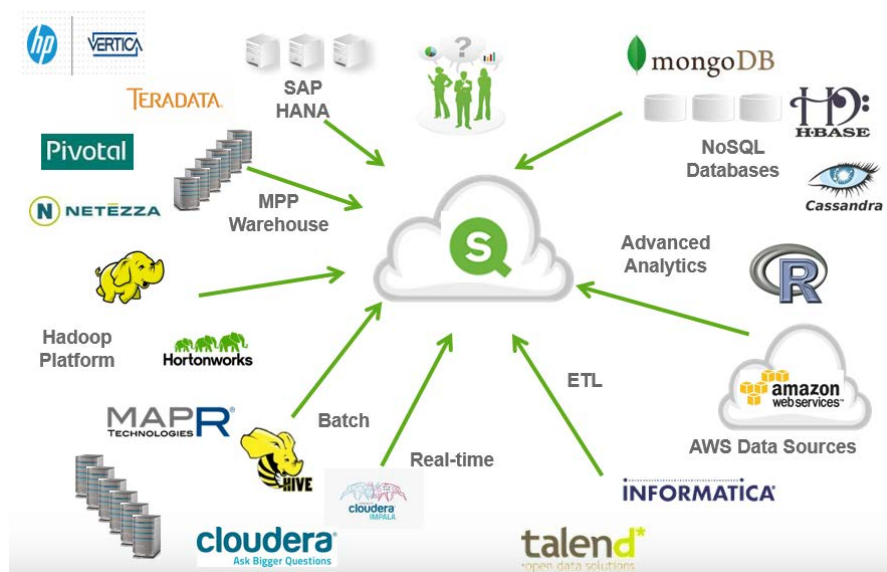 hp
VERTICA
TERADATA.
SAP
HANA
?
mongoDB
HBASE
NoSQL
Databases
Cassandra
Pivotal
N NETEZZA
MPP
Warehouse
S
Advanced
Analytics
R
Hadoop
Platform
Hortonworks
ETL
amazon
web services™
AWS Data Sources
MAPR®
TECHNOLOGIES
Batch
HIVE
Real-time
cloudera
IMPALA
INFORMATICA®
cloudera®
Ask Bigger Questions
talend*
*open data solutions